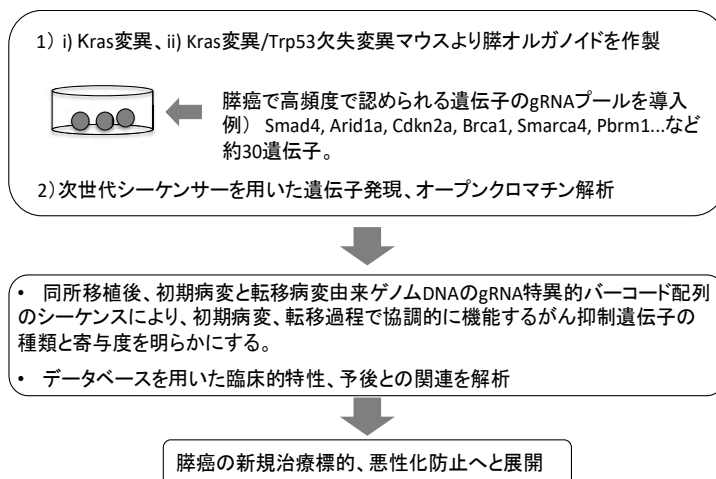 1） i) Kras変異、ii) Kras変異/Trp53欠失変異マウスより膵オルガノイドを作製
膵癌で高頻度で認められる遺伝子のgRNAプールを導入
例） Smad4, Arid1a, Cdkn2a, Brca1, Smarca4, Pbrm1...など
約30遺伝子。
2）次世代シーケンサーを用いた遺伝子発現、オープンクロマチン解析
• 同所移植後、初期病変と転移病変由来ゲノムDNAのgRNA特異的バーコード配列
のシーケンスにより、初期病変、転移過程で協調的に機能するがん抑制遺伝子の
種類と寄与度を明らかにする。
• データベースを用いた臨床的特性、予後との関連を解析
膵癌の新規治療標的、悪性化防止へと展開